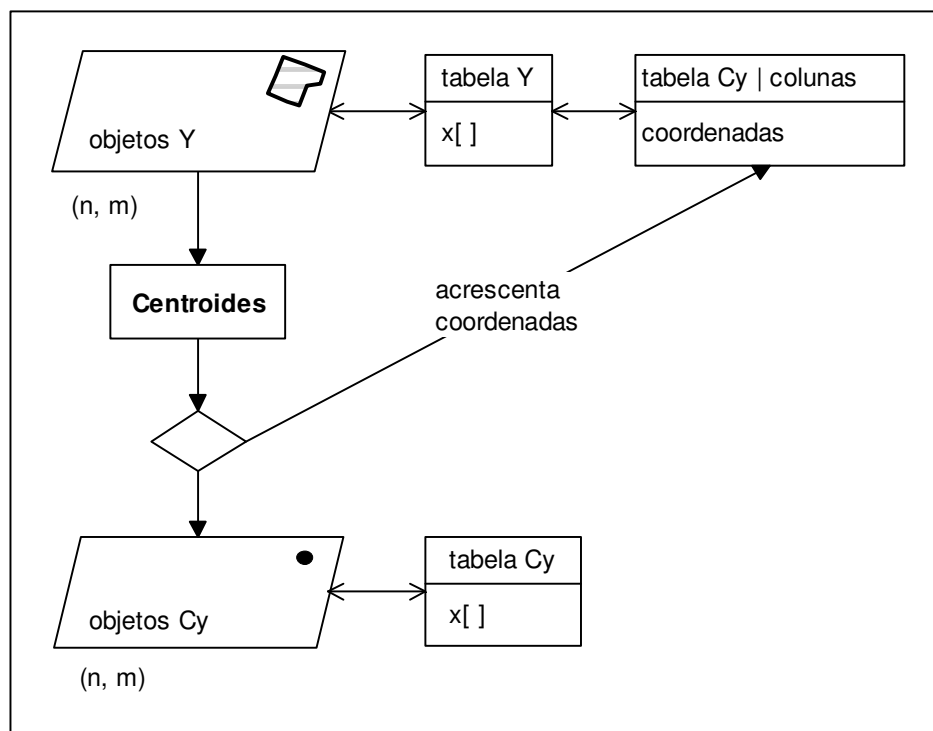 tabela Y
tabela Cy | colunas
objetos Y
x[ ]
coordenadas
(n, m)
Centroides
acrescenta
coordenadas
tabela Cy
objetos Cy
x[ ]
(n, m)